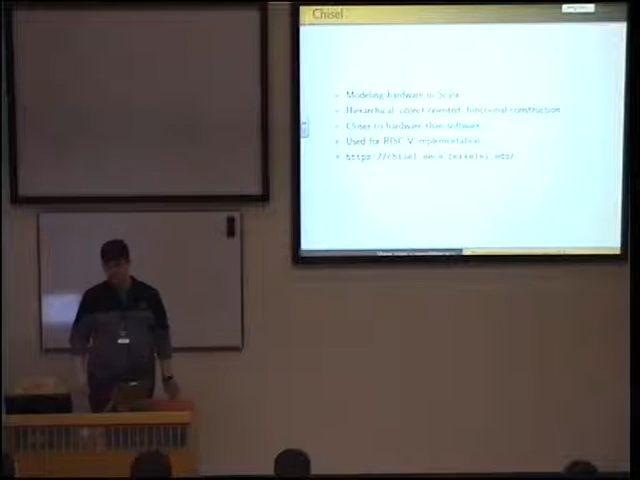 Chisel
Modeling hardware in Scala
Hierarchical, object oriented, functional construction
Closer to hardware than software
Used for RISC V implementation
https://chisel.eecs.berkeley.edu/